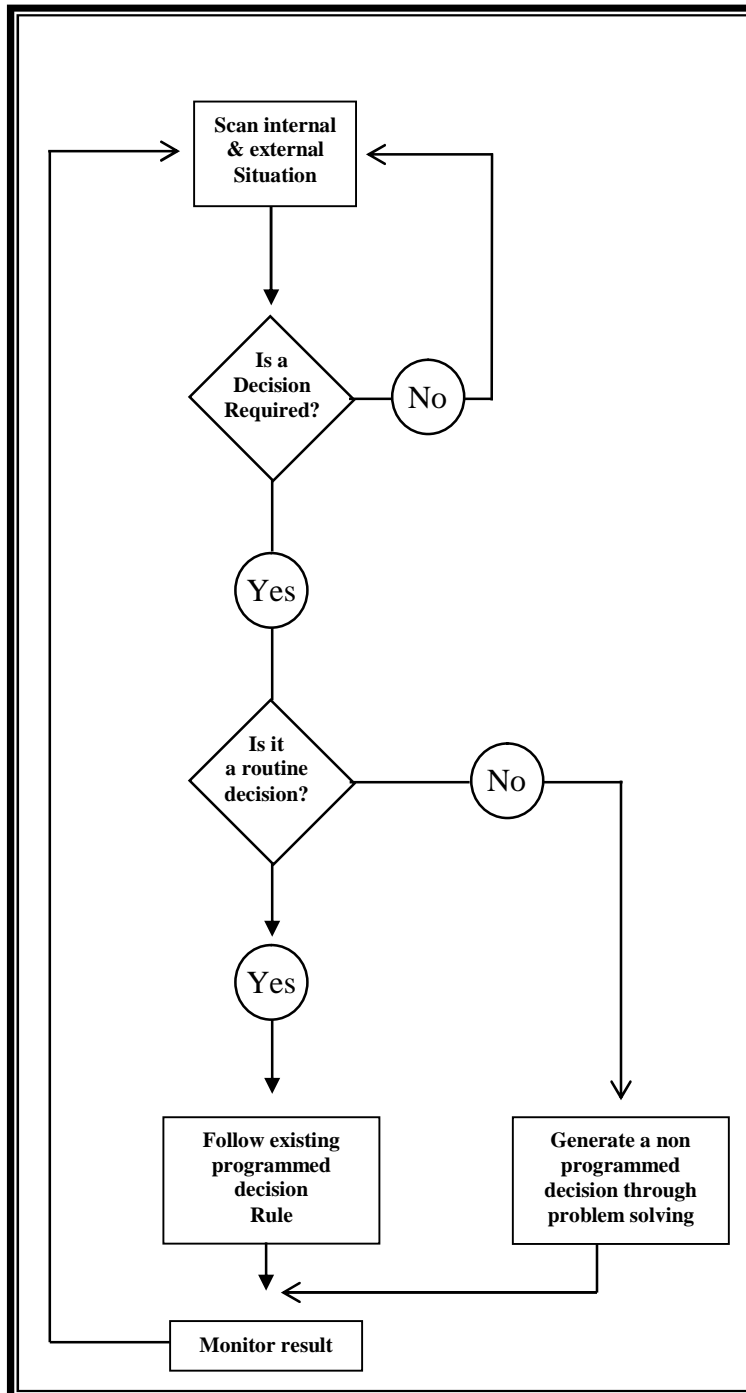 Scan internal
& external
Situation
Is a
Decision
Required?
No
Yes
Is it
a routine
decision?
No
Yes
Follow existing
programmed
decision
Rule
Generate a non
programmed
decision through
problem solving
Monitor result